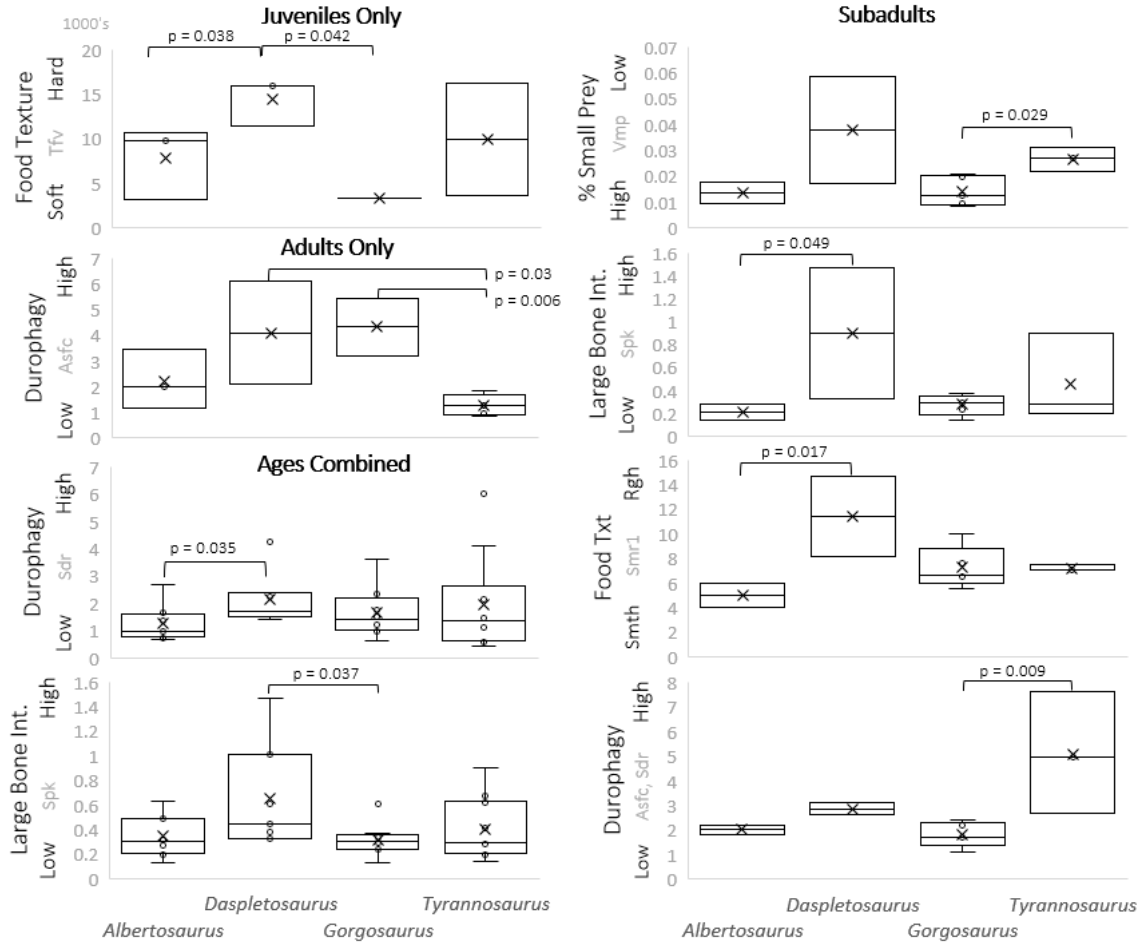 Juveniles Only
1000's
p = 0.038
p = 0.042
Food Texture
Tfv
Soft
Hard
20
15
10
5
0
Adults Only
p = 0.03
p = 0.006
Durophagy
Asfc
Low
High
7
6
5
4
3
2
1
0
Ages Combined
p = 0.035
Durophagy
Sdr
Low
High
7
6
5
4
3
2
1
0
p = 0.037
Large Bone Int.
Spk
Low
High
1.6
1.4
1.2
1
0.8
0.6
0.4
0.2
0
Albertosaurus
Daspletosaurus
Gorgosaurus
Tyrannosaurus
Subadults
p = 0.029
% Small Prey
Vmp
High
Low
0.07
0.06
0.05
0.04
0.03
0.02
0.01
0
p = 0.049
Large Bone Int.
Spk
Low
High
1.6
1.4
1.2
1
0.8
0.6
0.4
0.2
0
p = 0.017
Food Txt
Smr1
Smth
Rgh
16
14
12
10
8
6
4
2
0
p = 0.009
Durophagy
Asfc, Sdr
Low
High
8
7
6
5
4
3
2
1
0
Albertosaurus
Daspletosaurus
Gorgosaurus
Tyrannosaurus